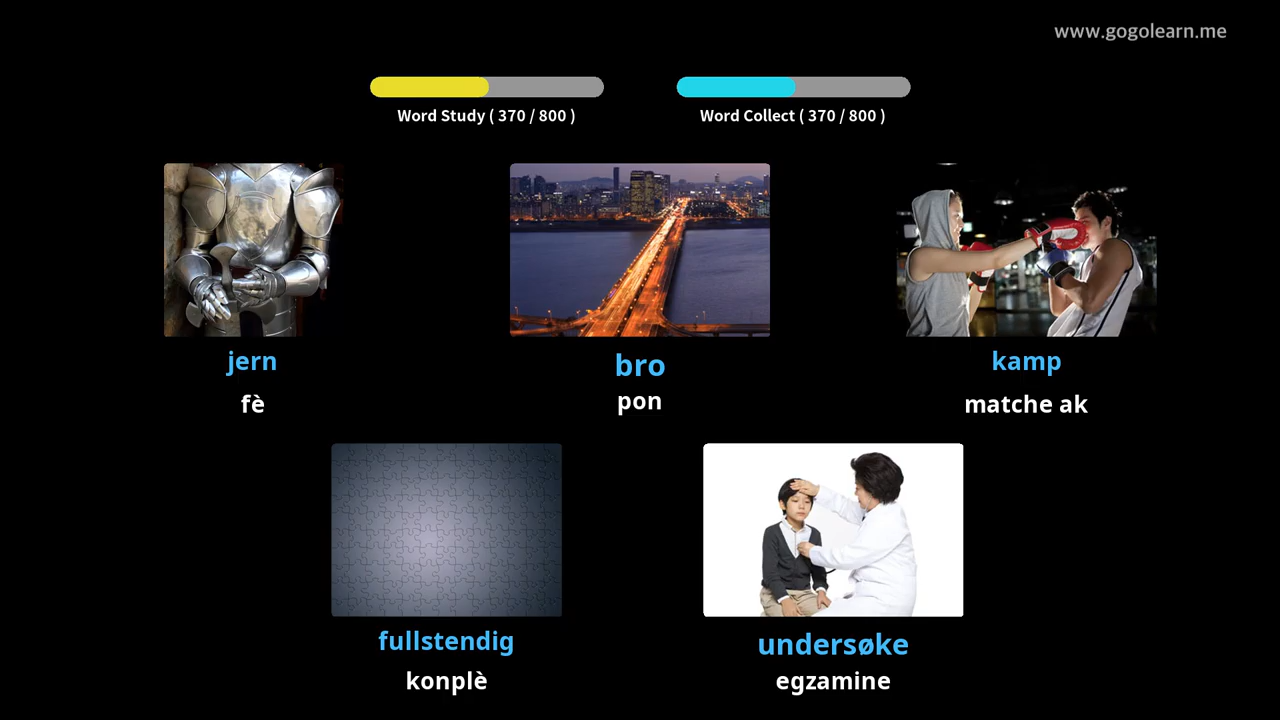 www.gogolearn.me
Word Study ( 370 / 800 )
Word Collect ( 370 / 800 )
jern
fè
bro
pon
kamp
matche ak
fullstendig
konplè
undersøke
egzamine